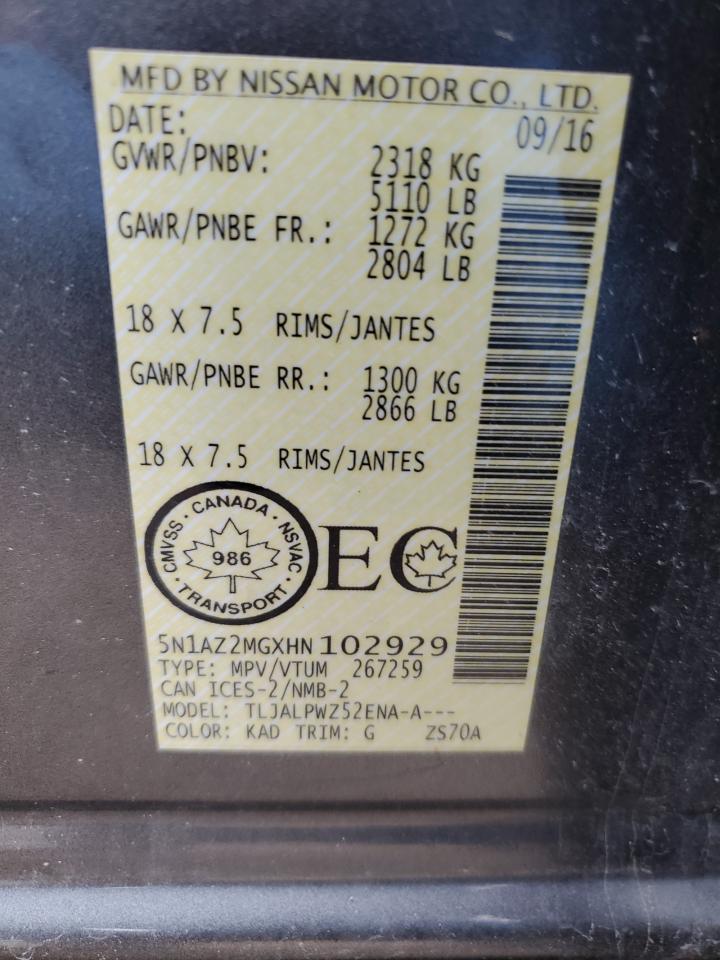 MFD BY NISSAN MOTOR CO., LTD.
DATE: 09/16
GVWR/PNBV: 2318 KG
5110 LB
GAWR/PNBE FR.: 1272 KG
2804 LB
18 X 7.5 RIMS/JANTES
GAWR/PNBE RR.: 1300 KG
2866 LB
18 X 7.5 RIMS/JANTES
CMVSS · CANADA · NSVAC
986
· TRANSPORT ·
EC
5N1AZ2MGXHN102929
TYPE: MPV/VTUM 267259
CAN ICES-2/NMB-2
MODEL: TLJALPWZ52ENA-A---
COLOR: KAD TRIM: G ZS70A